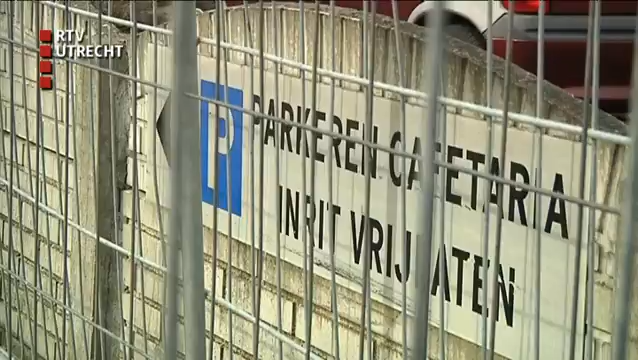 RTV
UTRECHT
P PARKEREN CAFETARIA
INRIT VRIJLATEN